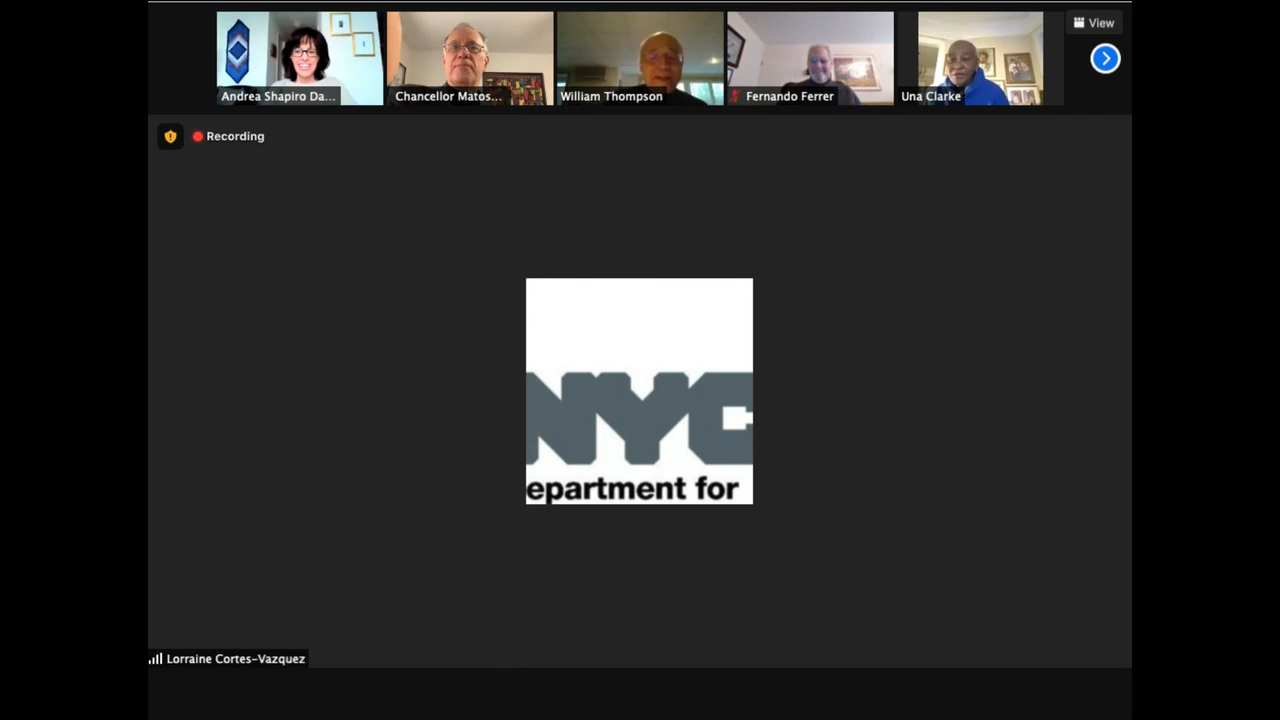 View
Andrea Shapiro Da...
Chancellor Matos...
William Thompson
Fernando Ferrer
Una Clarke
Recording
NYC
epartment for
Lorraine Cortes-Vazquez